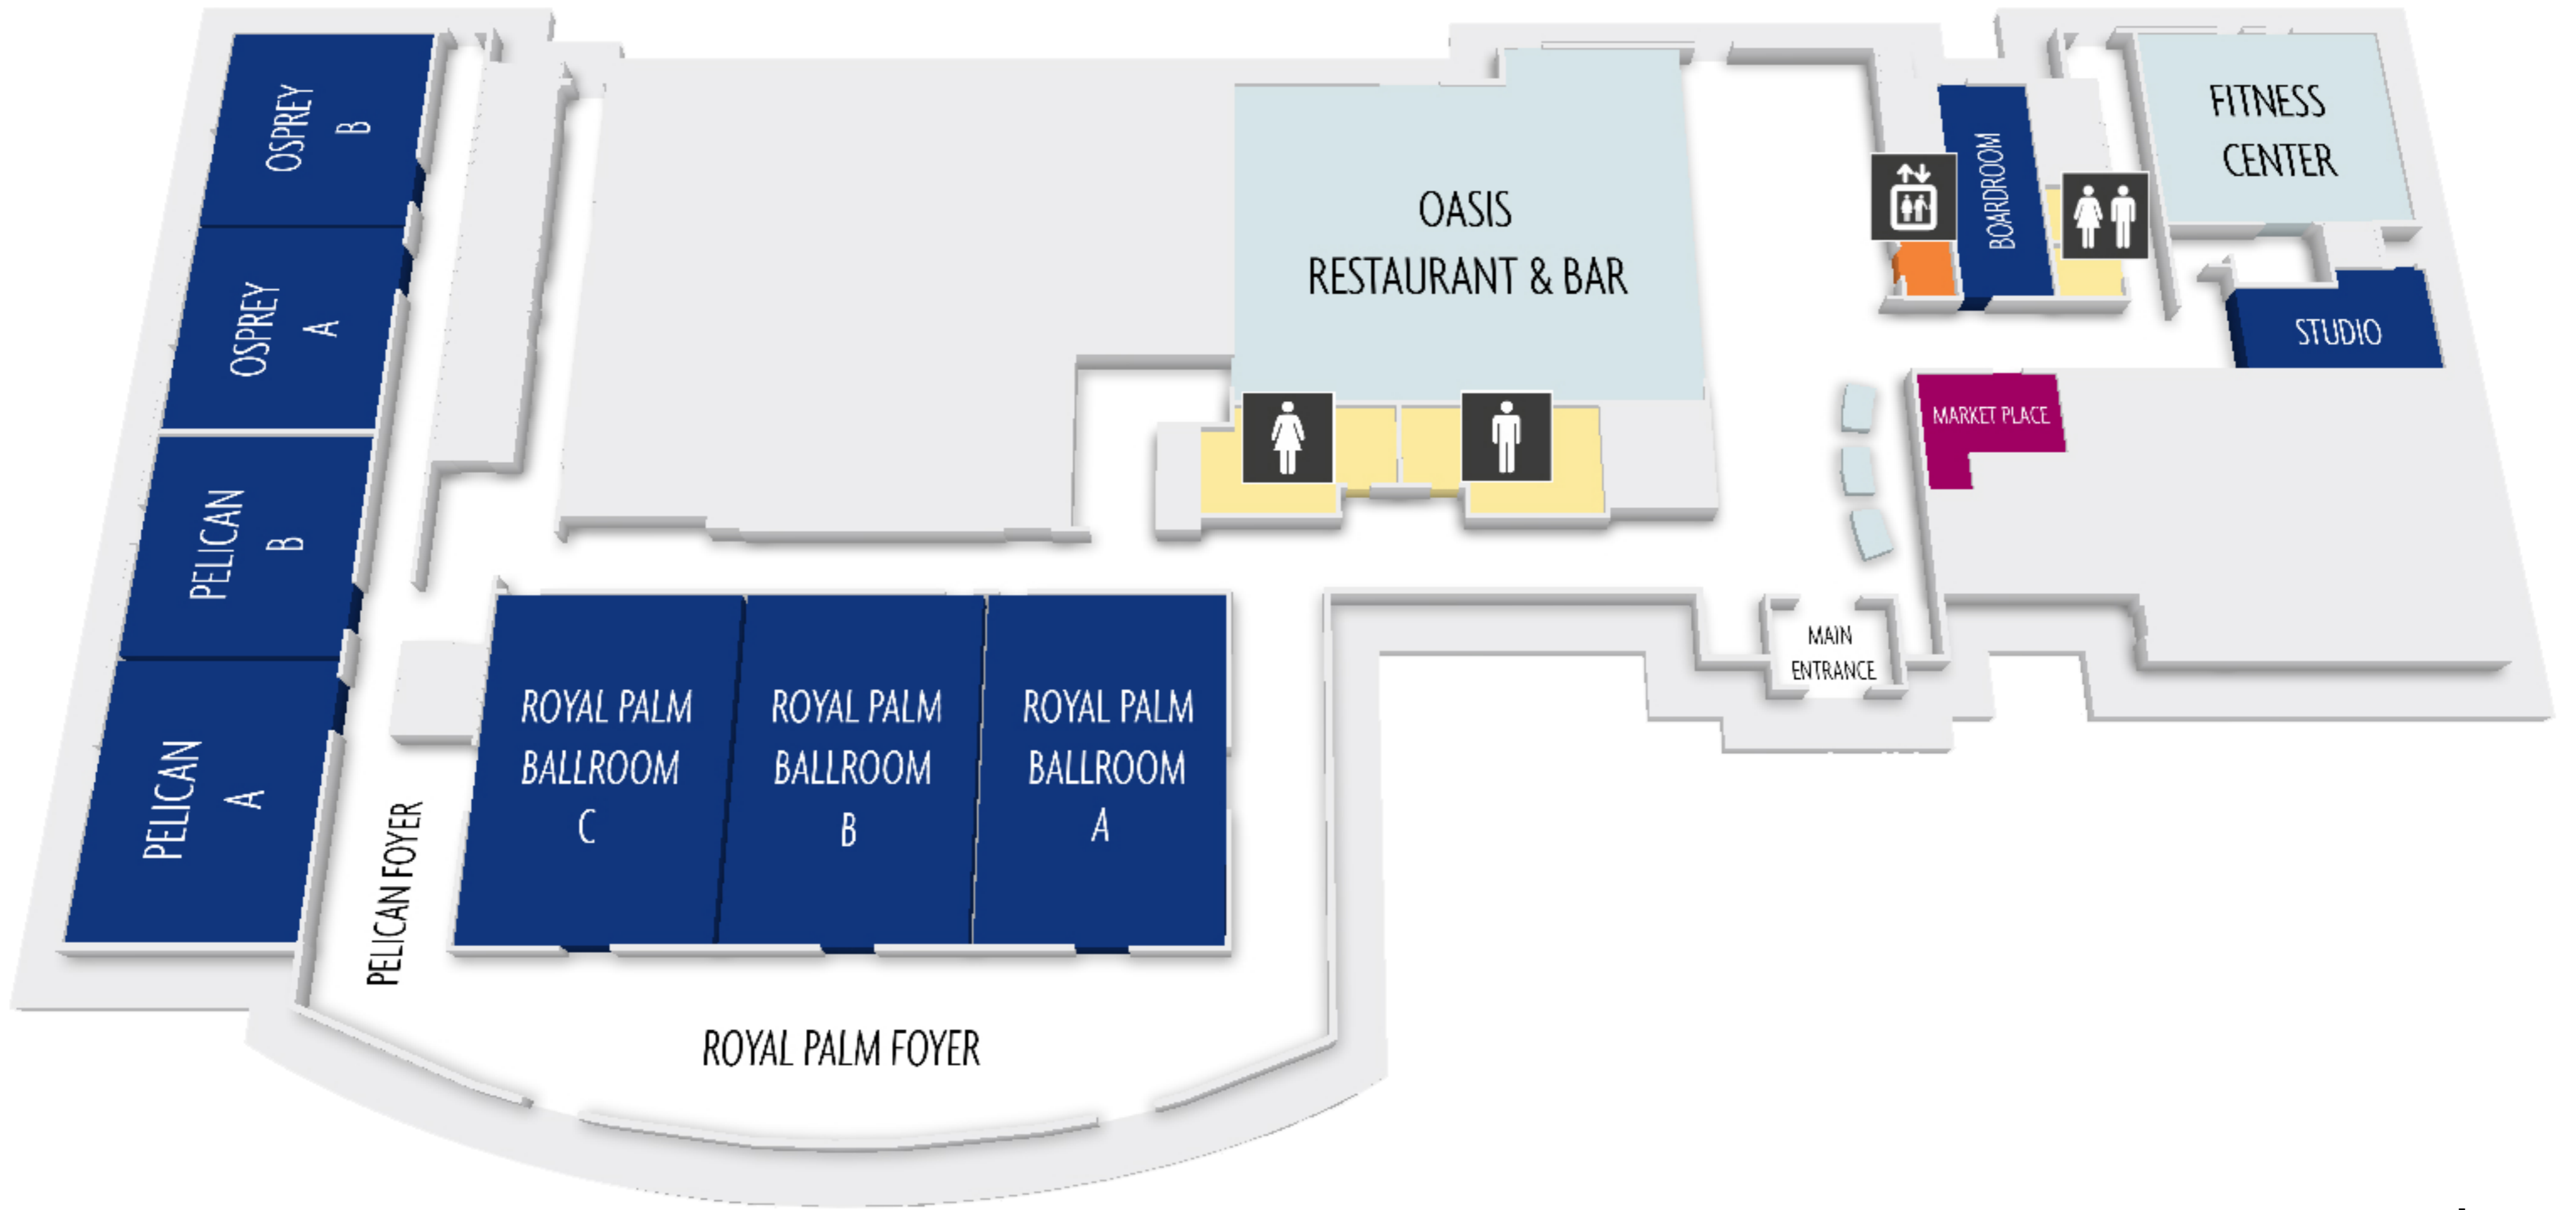 OSPREY
B
OSPREY
A
PELICAN
B
PELICAN
A
PELICAN FOYER
ROYAL PALM
BALLROOM
C
ROYAL PALM
BALLROOM
B
ROYAL PALM
BALLROOM
A
ROYAL PALM FOYER
OASIS
RESTAURANT & BAR
BOARDROOM
FITNESS
CENTER
STUDIO
MARKET PLACE
MAIN
ENTRANCE